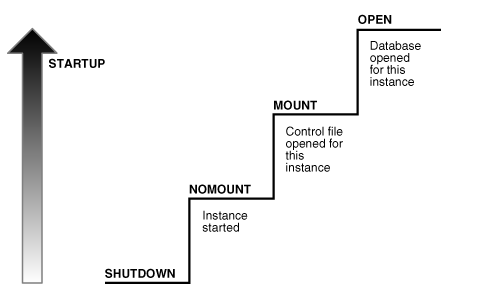 OPEN
Database
opened
for this
instance
STARTUP
MOUNT
Control file
opened for
this
instance
NOMOUNT
Instance
started
SHUTDOWN